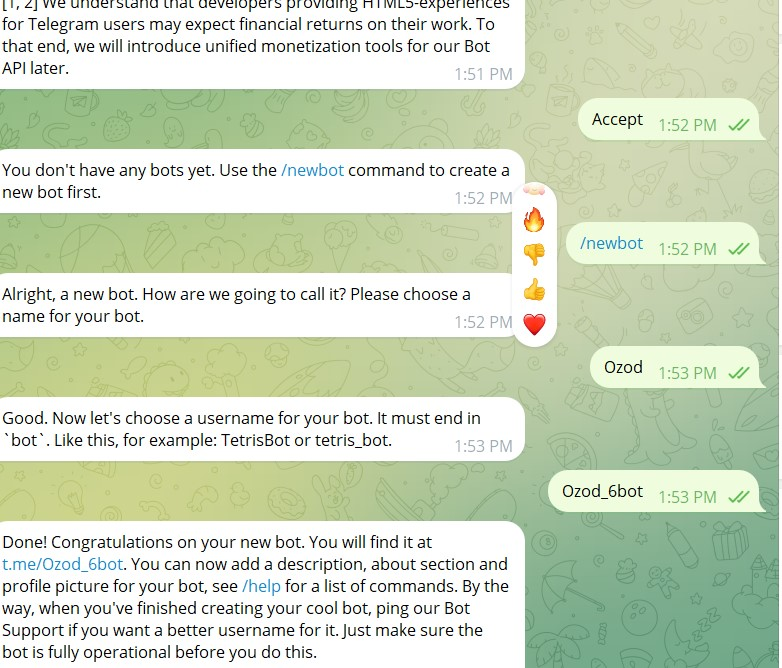 [1, 2] We understand that developers providing HTML5-experiences
for Telegram users may expect financial returns on their work. To
that end, we will introduce unified monetization tools for our Bot
API later.
1:51 PM
Accept
1:52 PM
You don't have any bots yet. Use the /newbot command to create a
new bot first.
1:52 PM
/newbot
1:52 PM
Alright, a new bot. How are we going to call it? Please choose a
name for your bot.
1:52 PM
Ozod
1:53 PM
Good. Now let's choose a username for your bot. It must end in
`bot`. Like this, for example: TetrisBot or tetris_bot.
1:53 PM
Ozod_6bot
1:53 PM
Done! Congratulations on your new bot. You will find it at
t.me/Ozod_6bot. You can now add a description, about section and
profile picture for your bot, see /help for a list of commands. By the
way, when you've finished creating your cool bot, ping our Bot
Support if you want a better username for it. Just make sure the
bot is fully operational before you do this.